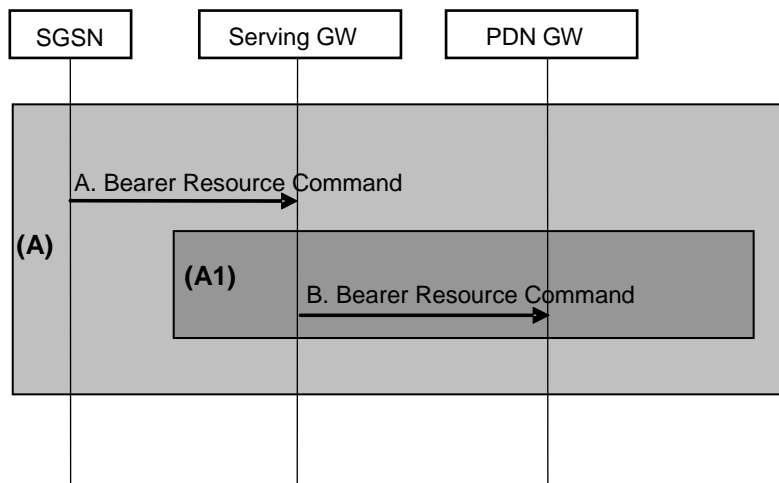 SGSN
Serving GW
PDN GW
A. Bearer Resource Command
(A)
(A1)
B. Bearer Resource Command